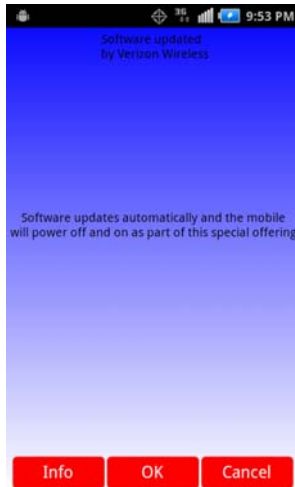 3G
9:53 PM
Software updated
by Verizon Wireless
Software updates automatically and the mobile
will power off and on as part of this special offering
Info
OK
Cancel